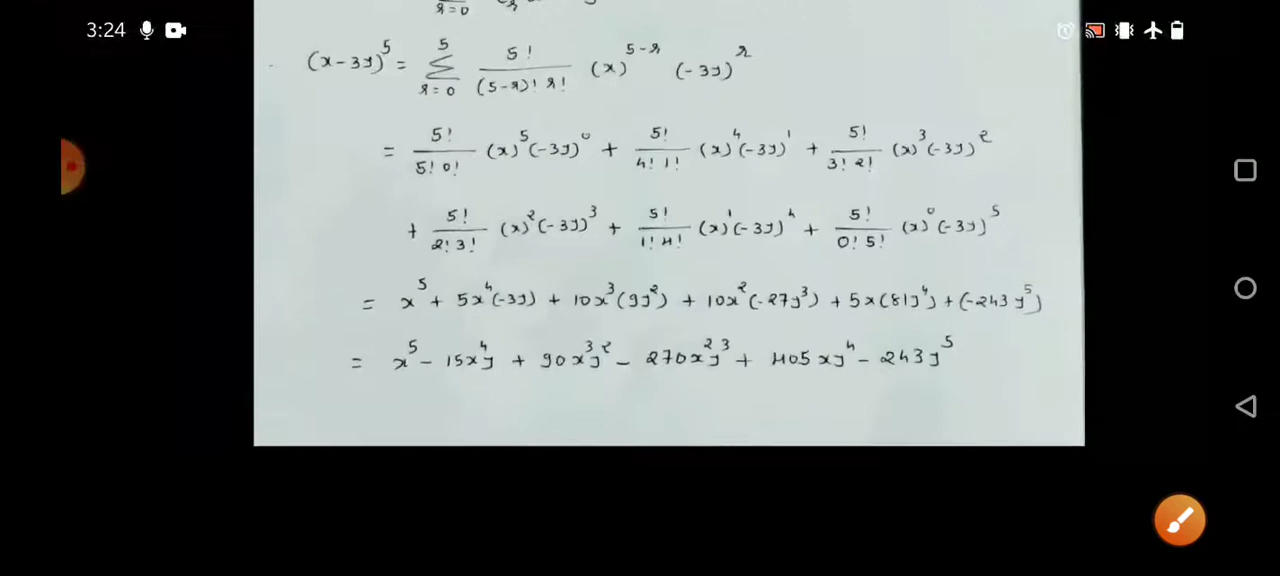 3:24
r=0
(x-3y)^5 = 5 Σ r=0 5!/((5-r)! r!) (x)^(5-r) (-3y)^r
= 5!/(5! 0!) (x)^5 (-3y)^0 + 5!/(4! 1!) (x)^4 (-3y)^1 + 5!/(3! 2!) (x)^3 (-3y)^2
+ 5!/(2! 3!) (x)^2 (-3y)^3 + 5!/(1! 4!) (x)^1 (-3y)^4 + 5!/(0! 5!) (x)^0 (-3y)^5
= x^5 + 5x^4(-3y) + 10x^3(9y^2) + 10x^2(-27y^3) + 5x(81y^4) + (-243y^5)
= x^5 - 15x^4y + 90x^3y^2 - 270x^2y^3 + 405xy^4 - 243y^5